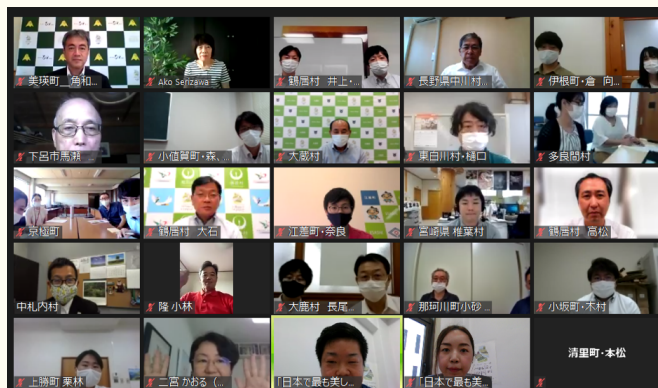 美瑛町__角和...
Ako Serizawa
鶴居村 井上・...
長野県中川村...
伊根町・倉 向...
下呂市馬瀬
小値賀町・森、...
大蔵村
東白川村・樋口
多良間村
京極町
鶴居村 大石
江差町・奈良
宮崎県 椎葉村
鶴居村 高松
中札内村
隆 小林
大鹿村 長尾...
那珂川町小砂...
小坂町・木村
上勝町 栗林
二宮 かおる (...
「日本で最も美し...
「日本で最も美...
清里町・本松